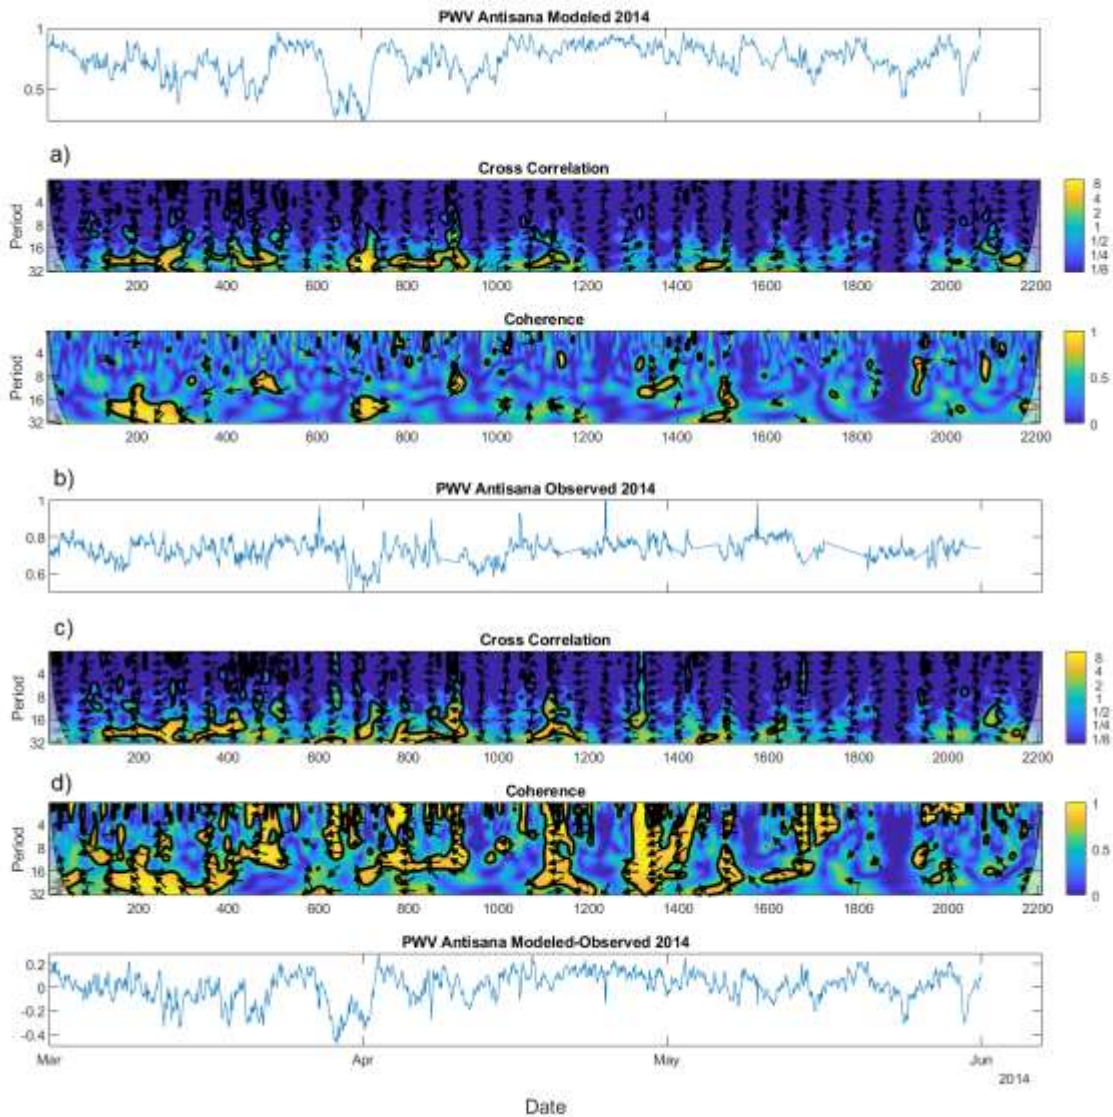 PWV Antisana Modeled 2014
1
0.5
a)
Cross Correlation
Period
4
8
16
32
8
4
2
1
1/2
1/4
1/8
200 400 600 800 1000 1200 1400 1600 1800 2000 2200
Coherence
Period
4
8
16
32
1
0.5
0
200 400 600 800 1000 1200 1400 1600 1800 2000 2200
b)
PWV Antisana Observed 2014
1
0.8
0.6
c)
Cross Correlation
Period
4
8
16
32
8
4
2
1
1/2
1/4
1/8
200 400 600 800 1000 1200 1400 1600 1800 2000 2200
d)
Coherence
Period
4
8
16
32
1
0.5
0
200 400 600 800 1000 1200 1400 1600 1800 2000 2200
PWV Antisana Modeled-Observed 2014
0.2
0
-0.2
-0.4
Mar Apr May Jun
2014
Date